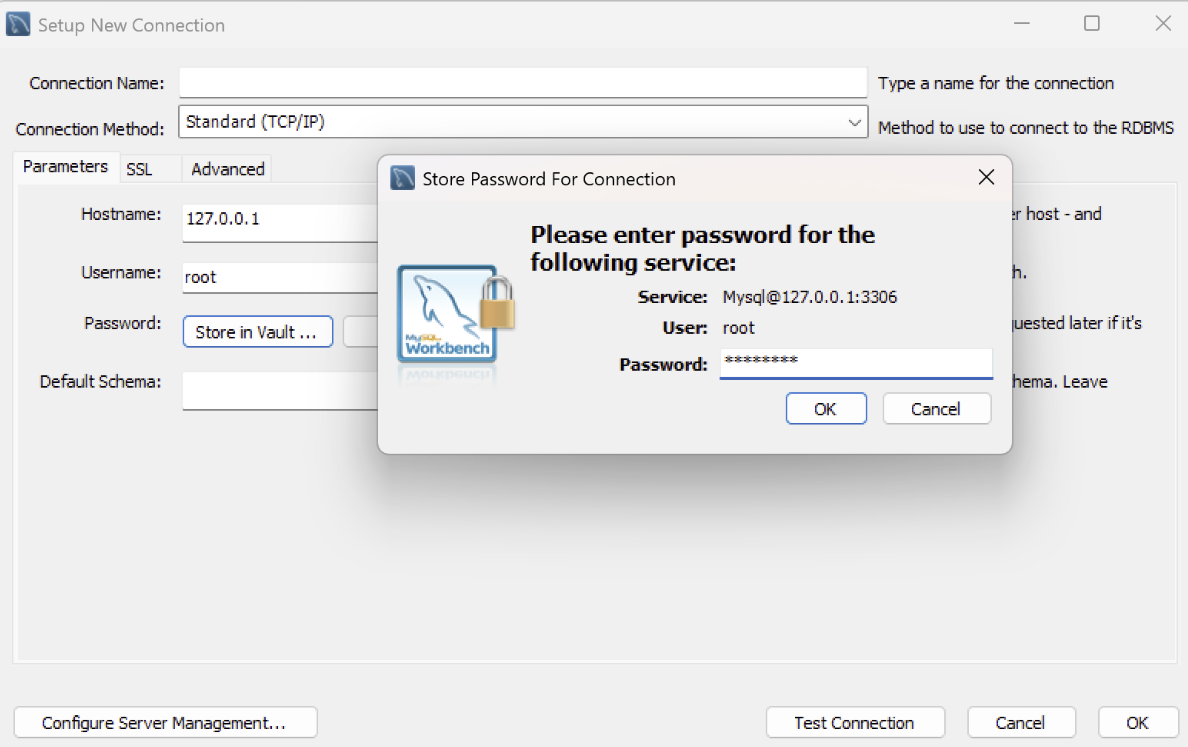 Setup New Connection
Connection Name:
Type a name for the connection
Connection Method:
Standard (TCP/IP)
Method to use to connect to the RDBMS
Parameters
SSL
Advanced
Store Password For Connection
Hostname:
127.0.0.1
host - and
Please enter password for the
following service:
Username:
root
Service:
Mysql@127.0.0.1:3306
User:
root
Password:
Store in Vault ...
later if it's
MySQL
Workbench
Password:
********
Default Schema:
Leave
OK
Cancel
Configure Server Management...
Test Connection
Cancel
OK